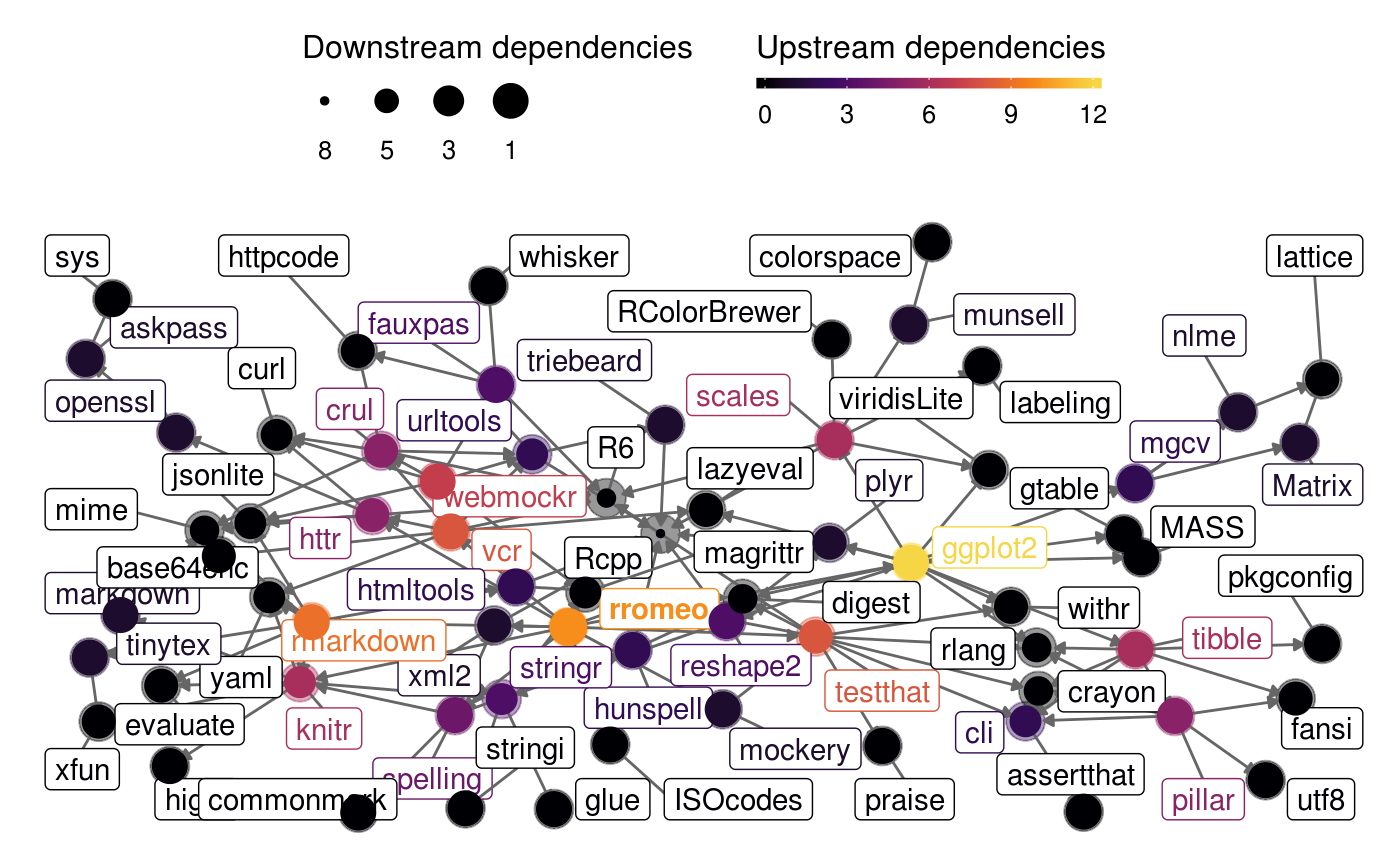 Downstream dependencies
Upstream dependencies
8 5 3 1
0 3 6 9 12
sys
httpcode
whisker
colorspace
lattice
askpass
fauxpas
RColorBrewer
munsell
nlme
curl
triebeard
openssl
crul
urltools
scales
viridisLite
labeling
mgcv
R6
jsonlite
lazyeval
plyr
gtable
Matrix
mime
webmockr
MASS
httr
vcr
Rcpp
magrittr
ggplot2
base64enc
markdown
htmltools
rromeo
digest
withr
pkgconfig
tinytex
rmarkdown
xml2
stringr
reshape2
rlang
tibble
yaml
hunspell
testthat
crayon
evaluate
knitr
stringi
mockery
cli
fansi
xfun
spelling
assertthat
hig
commonmark
glue
ISOcodes
praise
pillar
utf8